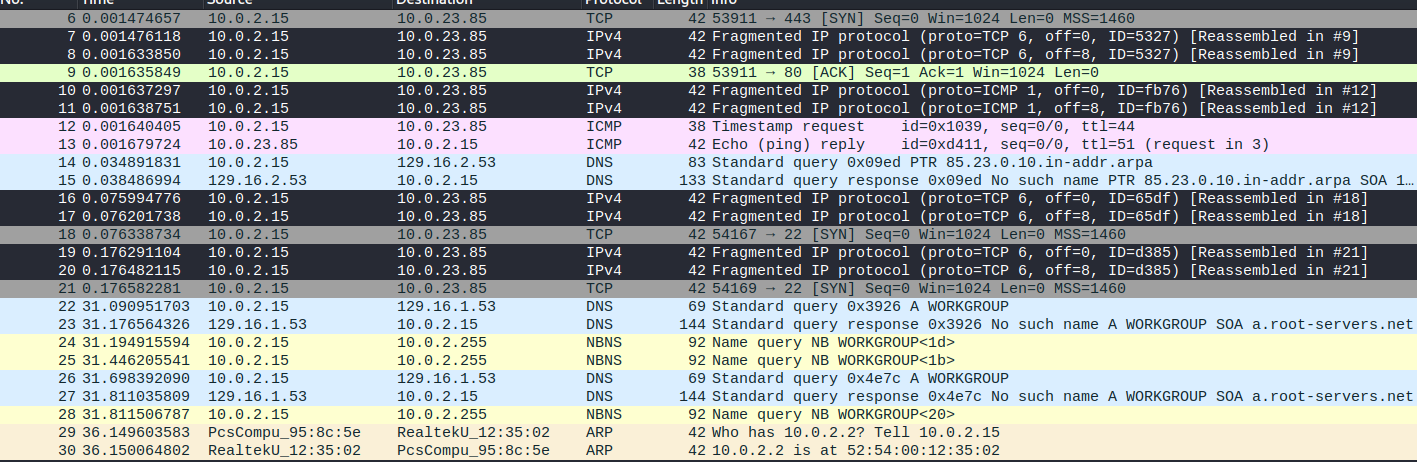 No. Time Source Destination Protocol Length Info
6 0.001474657 10.0.2.15 10.0.23.85 TCP 42 53911 → 443 [SYN] Seq=0 Win=1024 Len=0 MSS=1460
7 0.001476118 10.0.2.15 10.0.23.85 IPv4 42 Fragmented IP protocol (proto=TCP 6, off=0, ID=5327) [Reassembled in #9]
8 0.001633850 10.0.2.15 10.0.23.85 IPv4 42 Fragmented IP protocol (proto=TCP 6, off=8, ID=5327) [Reassembled in #9]
9 0.001635849 10.0.2.15 10.0.23.85 TCP 38 53911 → 80 [ACK] Seq=1 Ack=1 Win=1024 Len=0
10 0.001637297 10.0.2.15 10.0.23.85 IPv4 42 Fragmented IP protocol (proto=ICMP 1, off=0, ID=fb76) [Reassembled in #12]
11 0.001638751 10.0.2.15 10.0.23.85 IPv4 42 Fragmented IP protocol (proto=ICMP 1, off=8, ID=fb76) [Reassembled in #12]
12 0.001640405 10.0.2.15 10.0.23.85 ICMP 38 Timestamp request id=0x1039, seq=0/0, ttl=44
13 0.001679724 10.0.23.85 10.0.2.15 ICMP 42 Echo (ping) reply id=0xd411, seq=0/0, ttl=51 (request in 3)
14 0.034891831 10.0.2.15 129.16.2.53 DNS 83 Standard query 0x09ed PTR 85.23.0.10.in-addr.arpa
15 0.038486994 129.16.2.53 10.0.2.15 DNS 133 Standard query response 0x09ed No such name PTR 85.23.0.10.in-addr.arpa SOA 1…
16 0.075994776 10.0.2.15 10.0.23.85 IPv4 42 Fragmented IP protocol (proto=TCP 6, off=0, ID=65df) [Reassembled in #18]
17 0.076201738 10.0.2.15 10.0.23.85 IPv4 42 Fragmented IP protocol (proto=TCP 6, off=8, ID=65df) [Reassembled in #18]
18 0.076338734 10.0.2.15 10.0.23.85 TCP 42 54167 → 22 [SYN] Seq=0 Win=1024 Len=0 MSS=1460
19 0.176291104 10.0.2.15 10.0.23.85 IPv4 42 Fragmented IP protocol (proto=TCP 6, off=0, ID=d385) [Reassembled in #21]
20 0.176482115 10.0.2.15 10.0.23.85 IPv4 42 Fragmented IP protocol (proto=TCP 6, off=8, ID=d385) [Reassembled in #21]
21 0.176582281 10.0.2.15 10.0.23.85 TCP 42 54169 → 22 [SYN] Seq=0 Win=1024 Len=0 MSS=1460
22 31.090951703 10.0.2.15 129.16.1.53 DNS 69 Standard query 0x3926 A WORKGROUP
23 31.176564326 129.16.1.53 10.0.2.15 DNS 144 Standard query response 0x3926 No such name A WORKGROUP SOA a.root-servers.net
24 31.194915594 10.0.2.15 10.0.2.255 NBNS 92 Name query NB WORKGROUP<1d>
25 31.446205541 10.0.2.15 10.0.2.255 NBNS 92 Name query NB WORKGROUP<1b>
26 31.698392090 10.0.2.15 129.16.1.53 DNS 69 Standard query 0x4e7c A WORKGROUP
27 31.811035809 129.16.1.53 10.0.2.15 DNS 144 Standard query response 0x4e7c No such name A WORKGROUP SOA a.root-servers.net
28 31.811506787 10.0.2.15 10.0.2.255 NBNS 92 Name query NB WORKGROUP<20>
29 36.149603583 PcsCompu_95:8c:5e RealtekU_12:35:02 ARP 42 Who has 10.0.2.2? Tell 10.0.2.15
30 36.150064802 RealtekU_12:35:02 PcsCompu_95:8c:5e ARP 42 10.0.2.2 is at 52:54:00:12:35:02